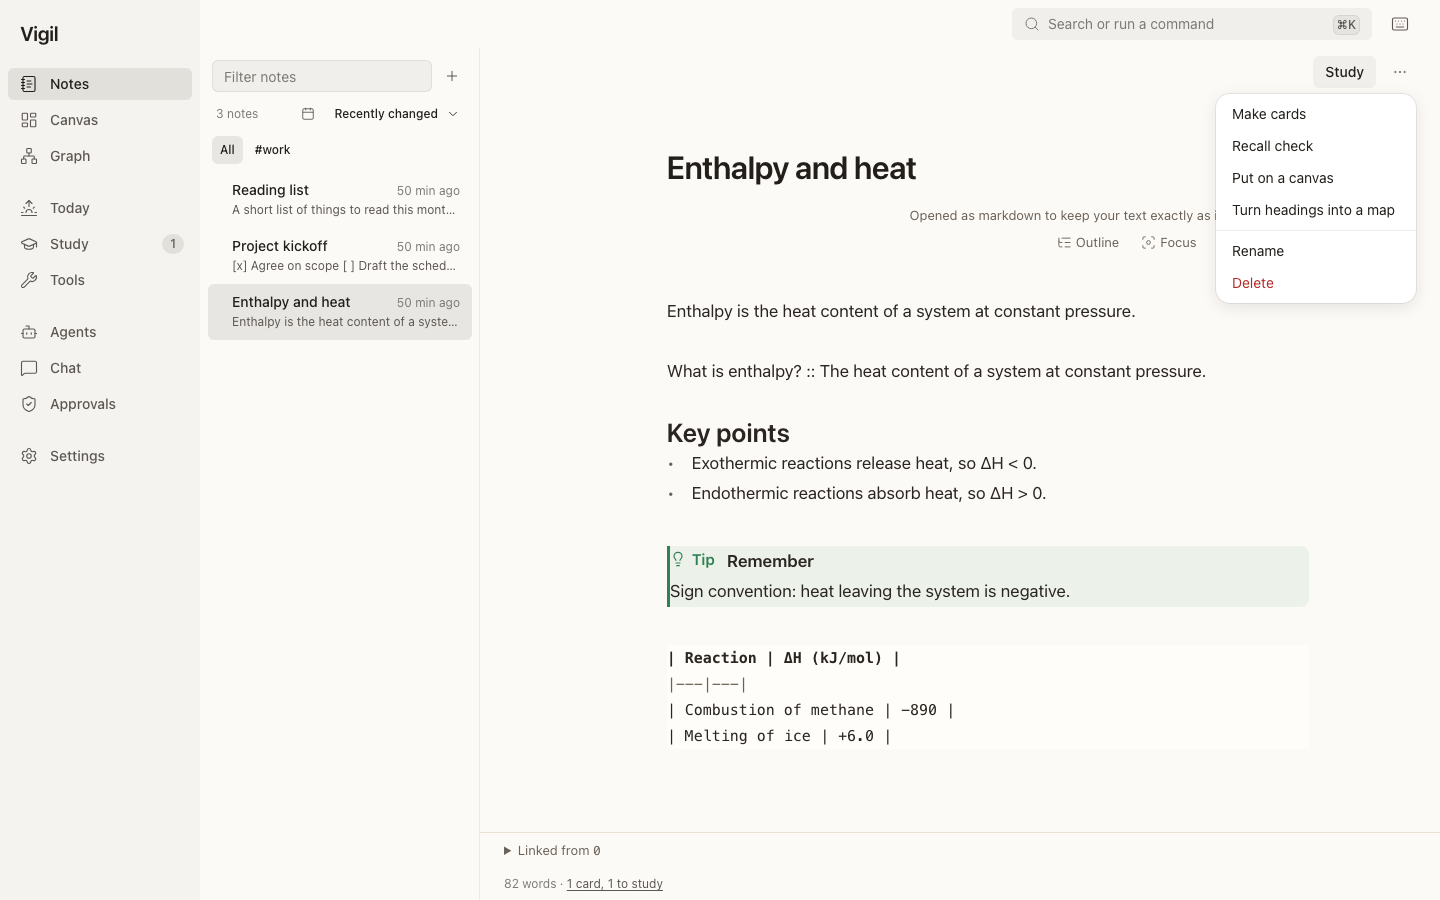 Vigil
Search or run a command
⌘K
Notes
Canvas
Graph
Today
Study
1
Tools
Agents
Chat
Approvals
Settings
Filter notes
3 notes
Recently changed
All
#work
Reading list
50 min ago
A short list of things to read this mont...
Project kickoff
50 min ago
[x] Agree on scope [ ] Draft the sched...
Enthalpy and heat
50 min ago
Enthalpy is the heat content of a syste...
Study
Make cards
Recall check
Put on a canvas
Turn headings into a map
Rename
Delete
Enthalpy and heat
Opened as markdown to keep your text exactly as
Outline
Focus
Enthalpy is the heat content of a system at constant pressure.
What is enthalpy? :: The heat content of a system at constant pressure.
Key points
• Exothermic reactions release heat, so ΔH < 0.
• Endothermic reactions absorb heat, so ΔH > 0.
Tip Remember
Sign convention: heat leaving the system is negative.
| Reaction | ΔH (kJ/mol) |
|---|---|
| Combustion of methane | −890 |
| Melting of ice | +6.0 |
Linked from 0
82 words · 1 card, 1 to study